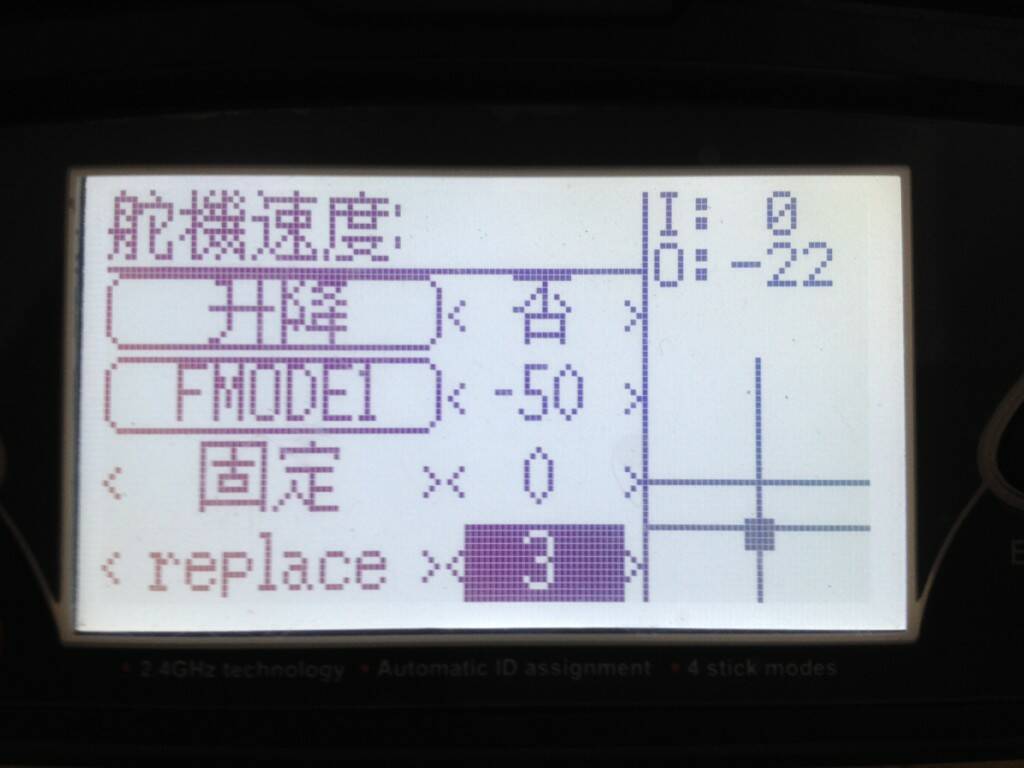 舵機速度:
I: 0
O:-22
升降 < 否 >
FMODE1 < -50 >
< 固定 >< 0 >
< replace >< 3 >
• 2.4GHz technology • Automatic ID assignment • 4 stick modes